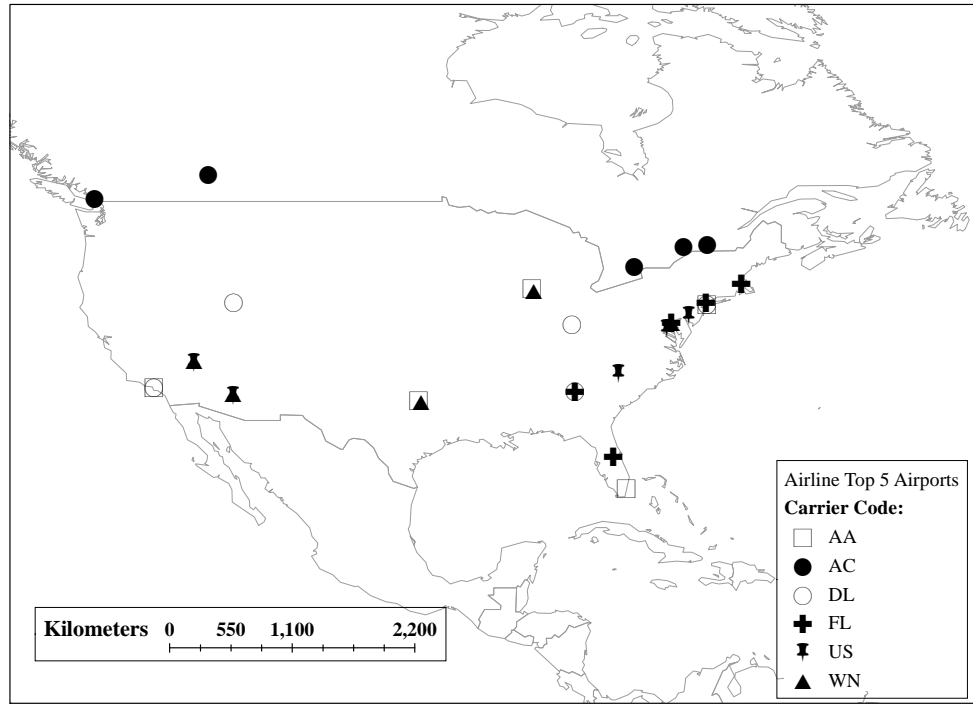 Airline Top 5 Airports
Carrier Code:
AA
AC
DL
FL
US
WN
Kilometers 0 550 1,100 2,200